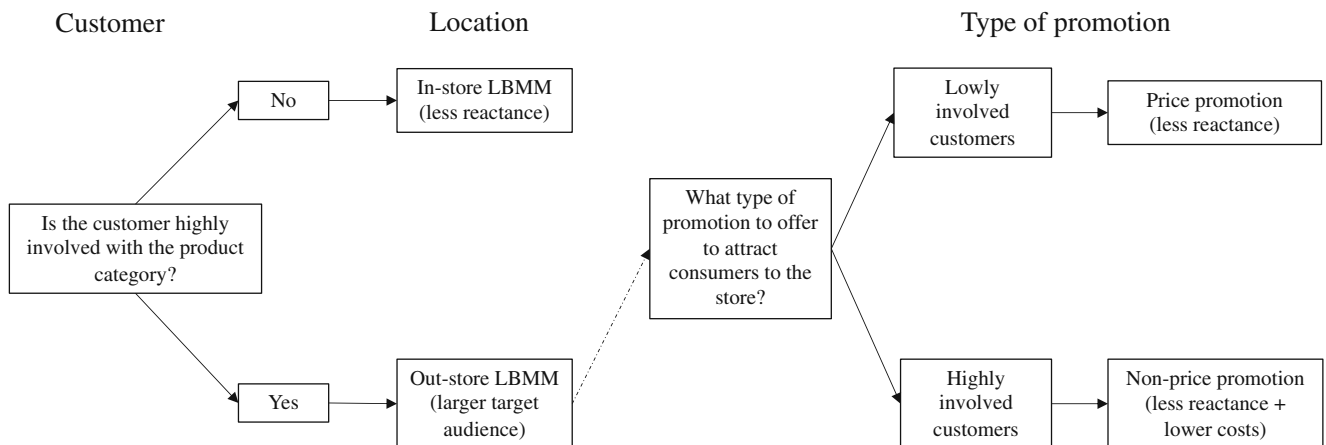 Customer
Location
Type of promotion
No
In-store LBMM
(less reactance)
Lowly
involved
customers
Price promotion
(less reactance)
Is the customer highly
involved with the product
category?
What type of
promotion to offer
to attract
consumers to the
store?
Yes
Out-store LBMM
(larger target
audience)
Highly
involved
customers
Non-price promotion
(less reactance +
lower costs)